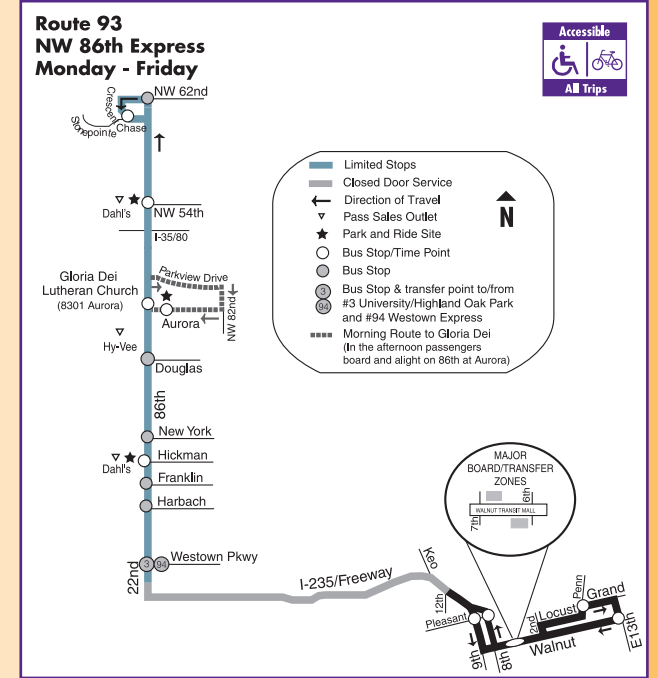 Route 93
NW 86th Express
Monday - Friday
Accessible
All Trips
NW 62nd
Crescent
Chase
Stonepointe
Dahl's
NW 54th
I-35/80
Parkview Drive
Gloria Dei
Lutheran Church
(8301 Aurora)
Aurora
NW 82nd
Hy-Vee
Douglas
86th
New York
Hickman
Dahl's
Franklin
Harbach
3
94
Westown Pkwy
22nd
I-235/Freeway
Keo
12th
Pleasant
9th
8th
Walnut
2nd
Locust
Penn
Grand
E13th
Limited Stops
Closed Door Service
Direction of Travel
Pass Sales Outlet
Park and Ride Site
Bus Stop/Time Point
Bus Stop
3
94
Bus Stop & transfer point to/from
#3 University/Highland Oak Park
and #94 Westown Express
Morning Route to Gloria Dei
(In the afternoon passengers
board and alight on 86th at Aurora)
N
MAJOR
BOARD/TRANSFER
ZONES
6th
WALNUT TRANSIT MALL
7th